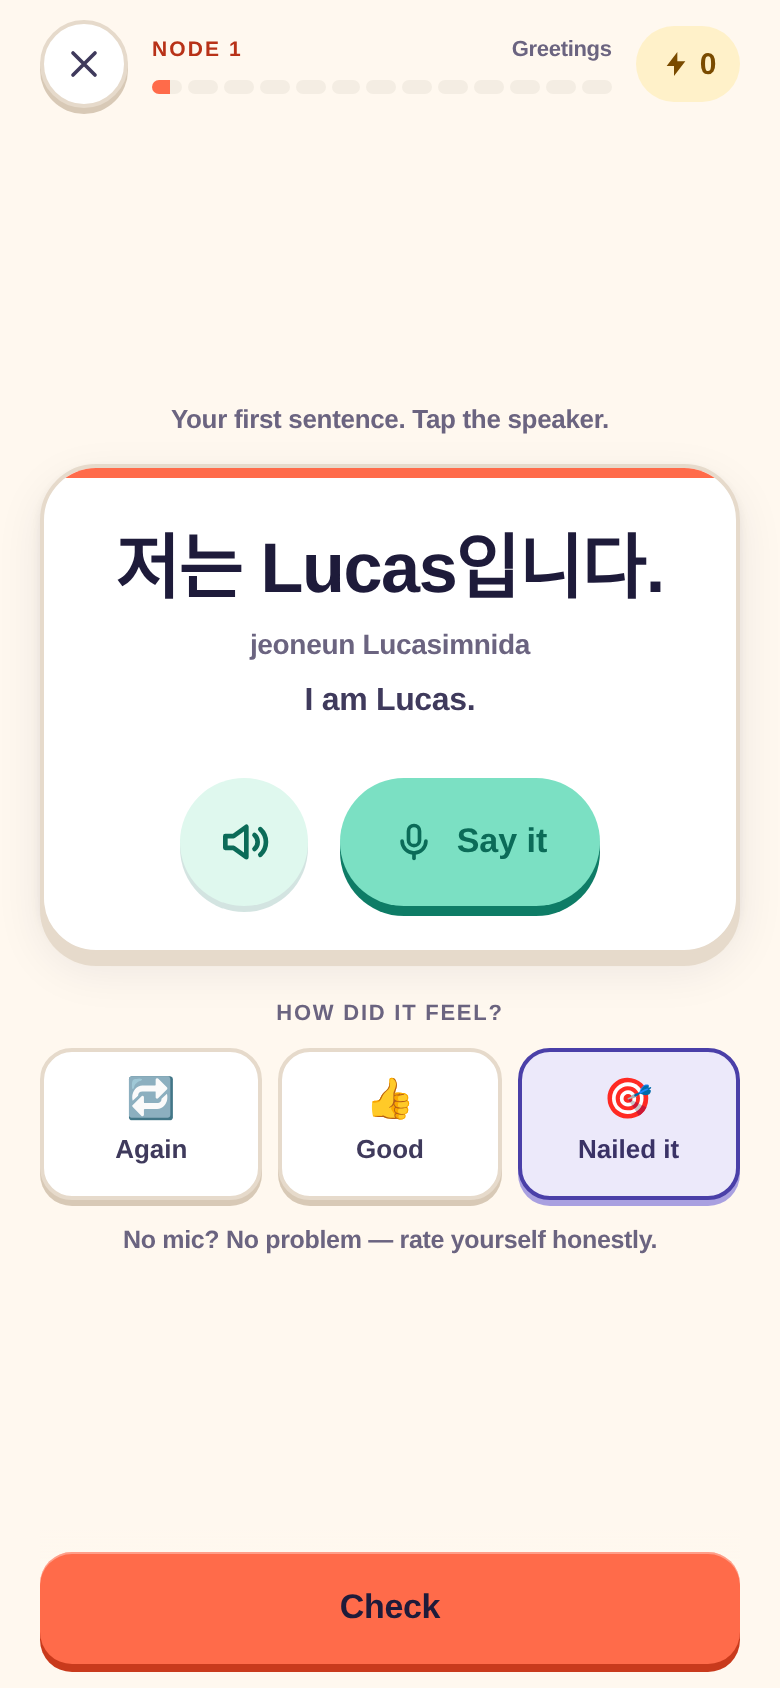 NODE 1
Greetings
0
Your first sentence. Tap the speaker.
저는 Lucas입니다.
jeoneun Lucasimnida
I am Lucas.
Say it
HOW DID IT FEEL?
Again
Good
Nailed it
No mic? No problem — rate yourself honestly.
Check